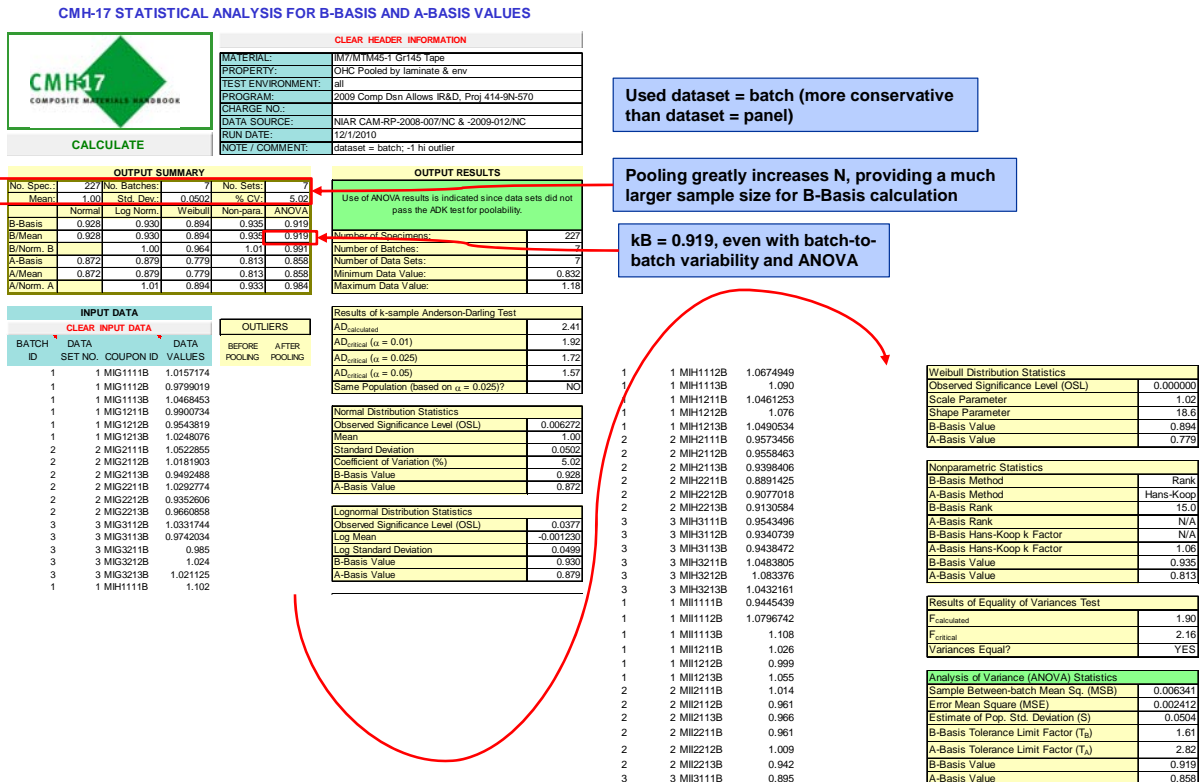 CMH-17 STATISTICAL ANALYSIS FOR B-BASIS AND A-BASIS VALUES
CMH-17
COMPOSITE MATERIALS HANDBOOK
CALCULATE
CLEAR HEADER INFORMATION
MATERIAL: IM7/MTM45-1 Gr145 Tape
PROPERTY: OHC Pooled by laminate & env
TEST ENVIRONMENT: all
PROGRAM: 2009 Comp Dsn Allows IR&D, Proj 414-9N-570
CHARGE NO.:
DATA SOURCE: NIAR CAM-RP-2008-007/NC & -2009-012/NC
RUN DATE: 12/1/2010
NOTE / COMMENT: dataset = batch; -1 hi outlier
Used dataset = batch (more conservative
than dataset = panel)
Pooling greatly increases N, providing a much
larger sample size for B-Basis calculation
kB = 0.919, even with batch-to-
batch variability and ANOVA
OUTPUT SUMMARY
No. Spec.: 227 No. Batches: 7 No. Sets: 7
Mean: 1.00 Std. Dev.: 0.0502 % CV: 5.02
Normal Log Norm. Weibull Non-para. ANOVA
B-Basis 0.928 0.930 0.894 0.935 0.919
B/Mean 0.928 0.930 0.894 0.935 0.919
B/Norm. B 1.00 0.964 1.01 0.991
A-Basis 0.872 0.879 0.779 0.813 0.858
A/Mean 0.872 0.879 0.779 0.813 0.858
A/Norm. A 1.01 0.894 0.933 0.984
OUTPUT RESULTS
Use of ANOVA results is indicated since data sets did not
pass the ADK test for poolability.
Number of Specimens: 227
Number of Batches: 7
Number of Data Sets: 7
Minimum Data Value: 0.832
Maximum Data Value: 1.18
INPUT DATA
CLEAR INPUT DATA
BATCH DATA DATA
ID SET NO. COUPON ID VALUES
OUTLIERS
BEFORE AFTER
POOLING POOLING
1 1 MIG1111B 1.0157174
1 1 MIG1112B 0.9799019
1 1 MIG1113B 1.0468453
1 1 MIG1211B 0.9900734
1 1 MIG1212B 0.9543819
1 1 MIG1213B 1.0248076
2 2 MIG2111B 1.0522855
2 2 MIG2112B 1.0181903
2 2 MIG2113B 0.9492488
2 2 MIG2211B 1.0292774
2 2 MIG2212B 0.9352606
2 2 MIG2213B 0.9660858
3 3 MIG3112B 1.0331744
3 3 MIG3113B 0.9742034
3 3 MIG3211B 0.985
3 3 MIG3212B 1.024
3 3 MIG3213B 1.021125
1 1 MIH1111B 1.102
Results of k-sample Anderson-Darling Test
ADcalculated 2.41
ADcritical (α = 0.01) 1.92
ADcritical (α = 0.025) 1.72
ADcritical (α = 0.05) 1.57
Same Population (based on α = 0.025)? NO
Normal Distribution Statistics
Observed Significance Level (OSL) 0.006272
Mean 1.00
Standard Deviation 0.0502
Coefficient of Variation (%) 5.02
B-Basis Value 0.928
A-Basis Value 0.872
Lognormal Distribution Statistics
Observed Significance Level (OSL) 0.0377
Log Mean -0.001230
Log Standard Deviation 0.0499
B-Basis Value 0.930
A-Basis Value 0.879
1 1 MIH1112B 1.0674949
1 1 MIH1113B 1.090
1 1 MIH1211B 1.0461253
1 1 MIH1212B 1.076
1 1 MIH1213B 1.0490534
2 2 MIH2111B 0.9573456
2 2 MIH2112B 0.9558463
2 2 MIH2113B 0.9398406
2 2 MIH2211B 0.8891425
2 2 MIH2212B 0.9077018
2 2 MIH2213B 0.9130584
3 3 MIH3111B 0.9543496
3 3 MIH3112B 0.9340739
3 3 MIH3113B 0.9438472
3 3 MIH3211B 1.0483805
3 3 MIH3212B 1.083376
3 3 MIH3213B 1.0432161
1 1 MII1111B 0.9445439
1 1 MII1112B 1.0796742
1 1 MII1113B 1.108
1 1 MII1211B 1.026
1 1 MII1212B 0.999
1 1 MII1213B 1.055
2 2 MII2111B 1.014
2 2 MII2112B 0.961
2 2 MII2113B 0.966
2 2 MII2211B 0.961
2 2 MII2212B 1.009
2 2 MII2213B 0.942
3 3 MII3111B 0.895
Weibull Distribution Statistics
Observed Significance Level (OSL) 0.000000
Scale Parameter 1.02
Shape Parameter 18.6
B-Basis Value 0.894
A-Basis Value 0.779
Nonparametric Statistics
B-Basis Method Rank
A-Basis Method Hans-Koop
B-Basis Rank 15.0
A-Basis Rank N/A
B-Basis Hans-Koop k Factor N/A
A-Basis Hans-Koop k Factor 1.06
B-Basis Value 0.935
A-Basis Value 0.813
Results of Equality of Variances Test
Fcalculated 1.90
Fcritical 2.16
Variances Equal? YES
Analysis of Variance (ANOVA) Statistics
Sample Between-batch Mean Sq. (MSB) 0.006341
Error Mean Square (MSE) 0.002412
Estimate of Pop. Std. Deviation (S) 0.0504
B-Basis Tolerance Limit Factor (TB) 1.61
A-Basis Tolerance Limit Factor (TA) 2.82
B-Basis Value 0.919
A-Basis Value 0.858